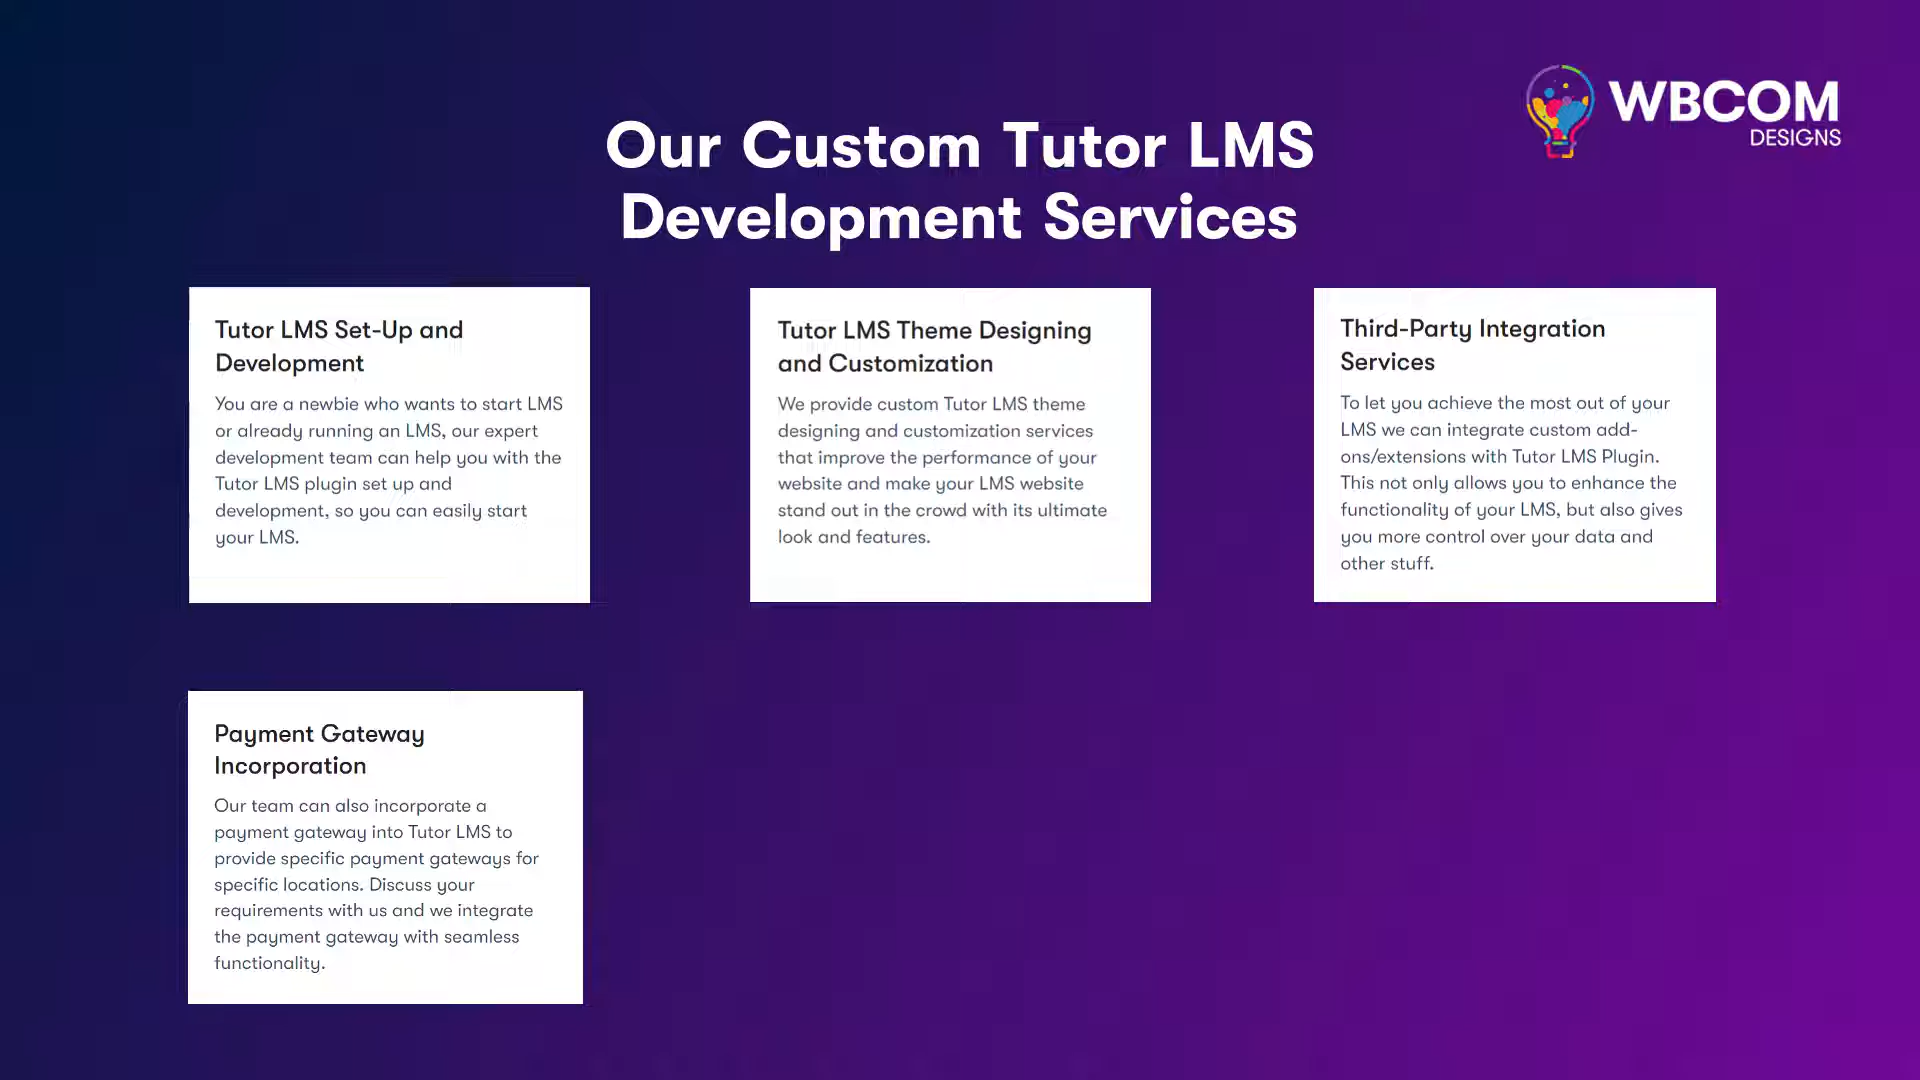 WBCOM
DESIGNS
Our Custom Tutor LMS
Development Services
Tutor LMS Set-Up and
Development
You are a newbie who wants to start LMS
or already running an LMS, our expert
development team can help you with the
Tutor LMS plugin set up and
development, so you can easily start
your LMS.
Tutor LMS Theme Designing
and Customization
We provide custom Tutor LMS theme
designing and customization services
that improve the performance of your
website and make your LMS website
stand out in the crowd with its ultimate
look and features.
Third-Party Integration
Services
To let you achieve the most out of your
LMS we can integrate custom add-
ons/extensions with Tutor LMS Plugin.
This not only allows you to enhance the
functionality of your LMS, but also gives
you more control over your data and
other stuff.
Payment Gateway
Incorporation
Our team can also incorporate a
payment gateway into Tutor LMS to
provide specific payment gateways for
specific locations. Discuss your
requirements with us and we integrate
the payment gateway with seamless
functionality.